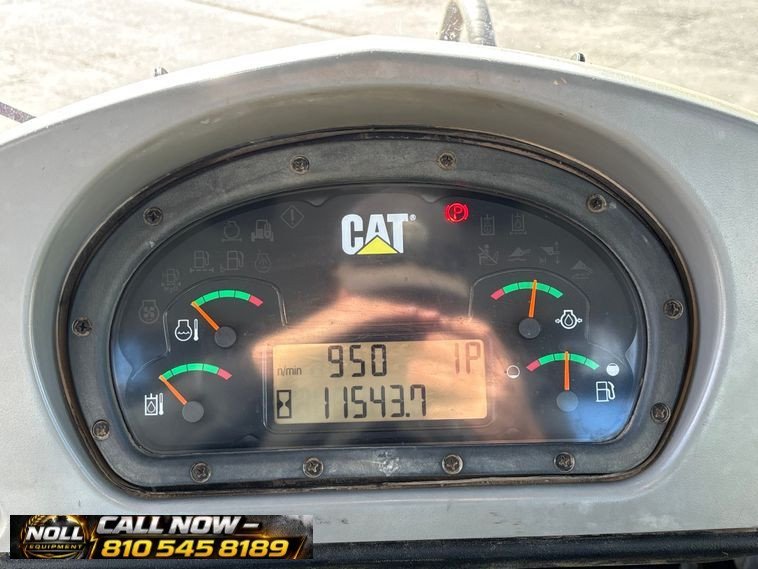 CAT®
P
n/min 950 1P
11543.7
NOLL
EQUIPMENT
CALL NOW –
810 545 8189